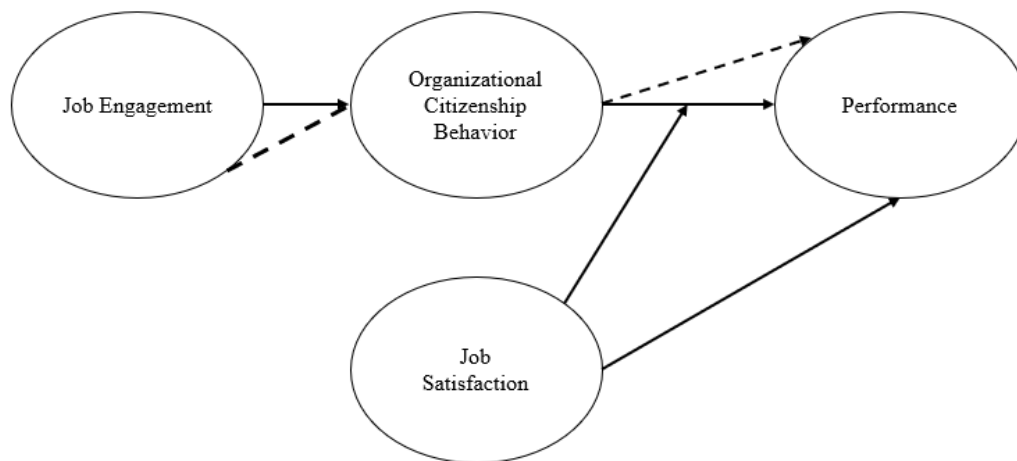 Job Engagement
Organizational
Citizenship
Behavior
Performance
Job
Satisfaction